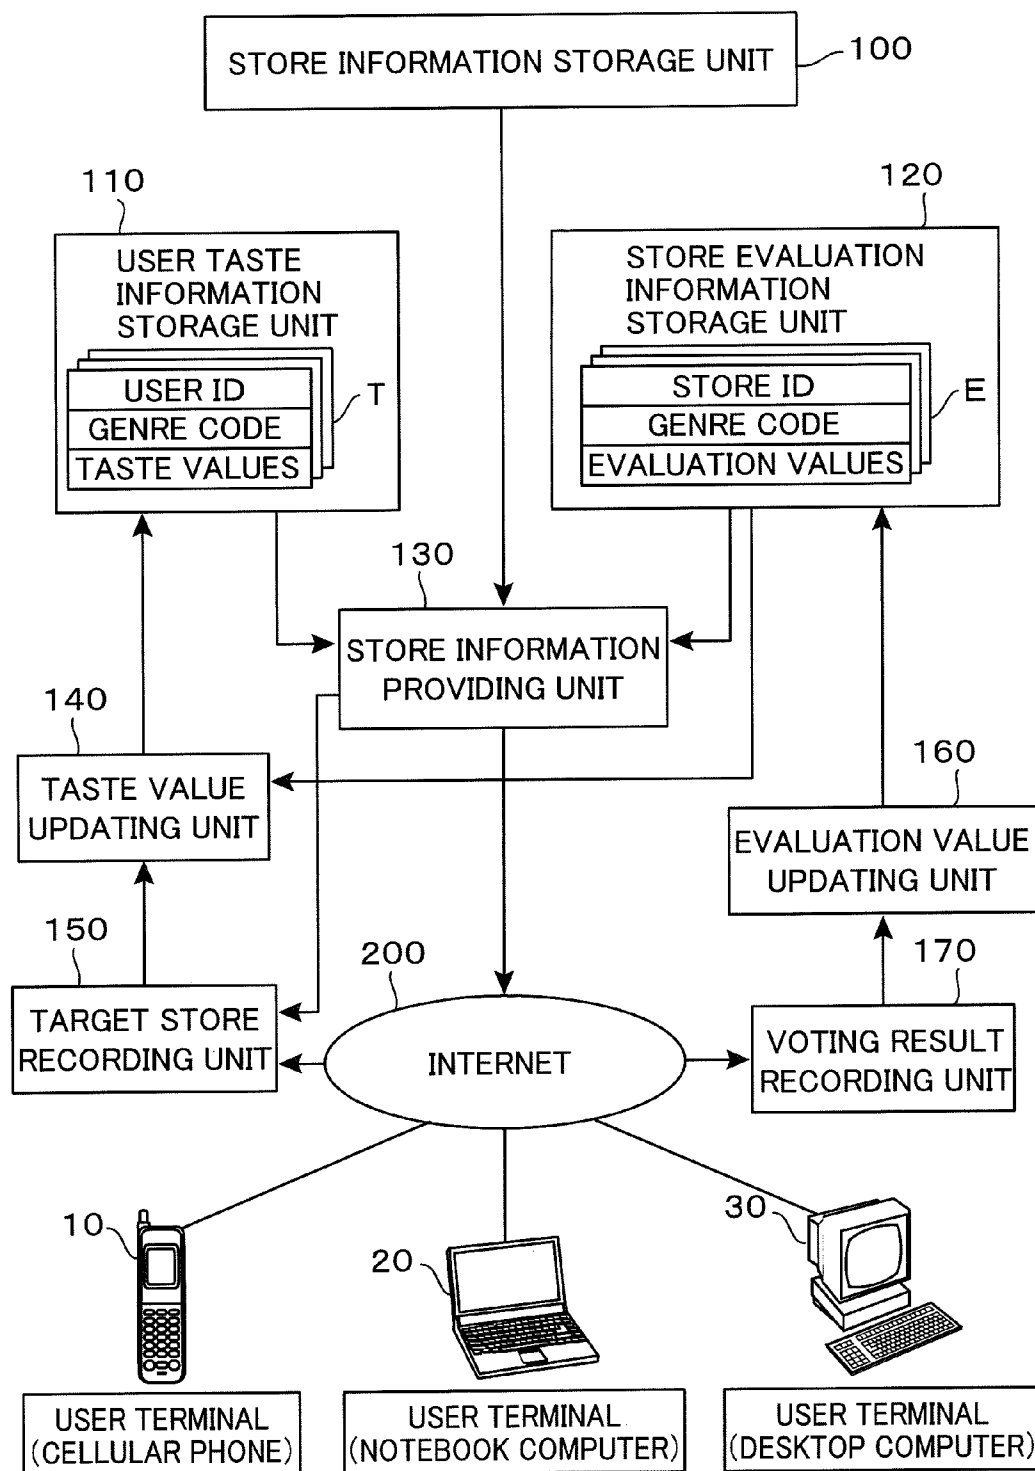 STORE INFORMATION STORAGE UNIT
100
110
120
USER TASTE
INFORMATION
STORAGE UNIT
USER ID
GENRE CODE
TASTE VALUES
T
STORE EVALUATION
INFORMATION
STORAGE UNIT
STORE ID
GENRE CODE
EVALUATION VALUES
E
130
STORE INFORMATION
PROVIDING UNIT
140
TASTE VALUE
UPDATING UNIT
160
EVALUATION VALUE
UPDATING UNIT
150
TARGET STORE
RECORDING UNIT
200
INTERNET
170
VOTING RESULT
RECORDING UNIT
10
20
30
USER TERMINAL
(CELLULAR PHONE)
USER TERMINAL
(NOTEBOOK COMPUTER)
USER TERMINAL
(DESKTOP COMPUTER)